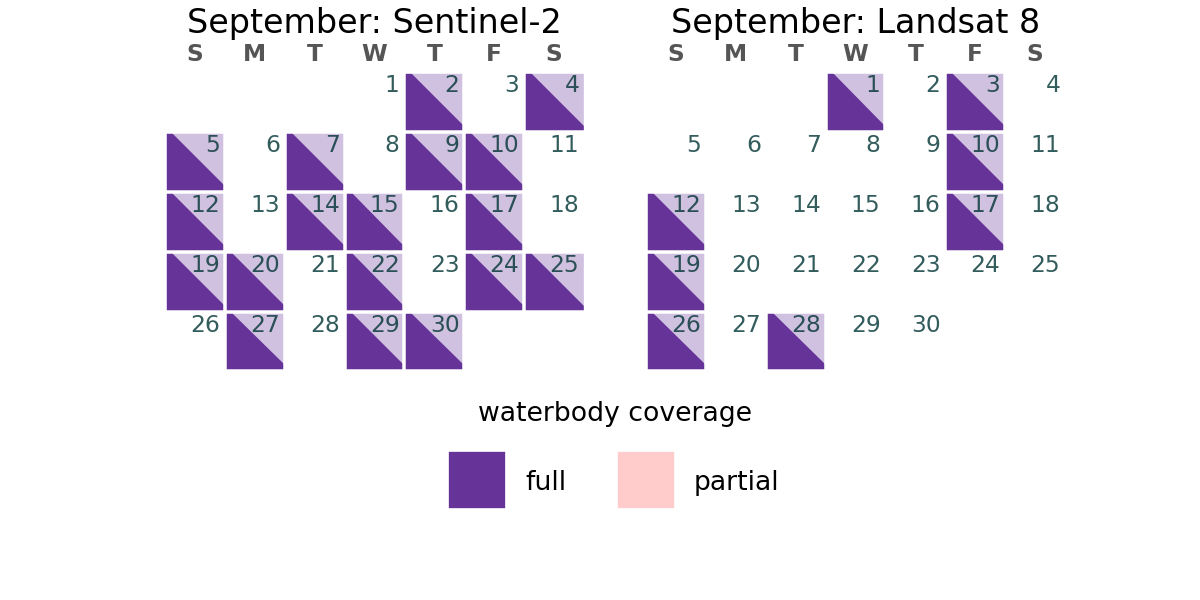 September: Sentinel-2
S M T W T F S
1 2 3 4
5 6 7 8 9 10 11
12 13 14 15 16 17 18
19 20 21 22 23 24 25
26 27 28 29 30
September: Landsat 8
S M T W T F S
1 2 3 4
5 6 7 8 9 10 11
12 13 14 15 16 17 18
19 20 21 22 23 24 25
26 27 28 29 30
waterbody coverage
full partial